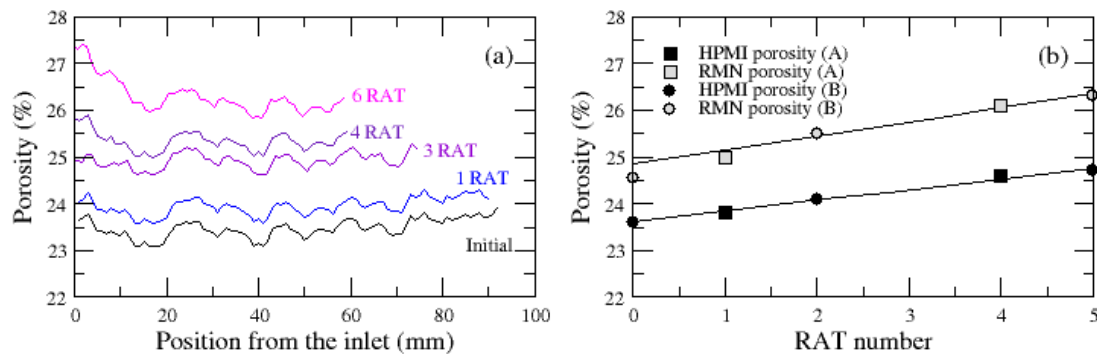 28
27
26
25
24
23
22
Porosity (%)
(a)
6 RAT
4 RAT
3 RAT
1 RAT
Initial
0 20 40 60 80 100
Position from the inlet (mm)
28
27
26
25
24
23
22
Porosity (%)
(b)
HPMI porosity (A)
RMN porosity (A)
HPMI porosity (B)
RMN porosity (B)
0 1 2 3 4 5
RAT number